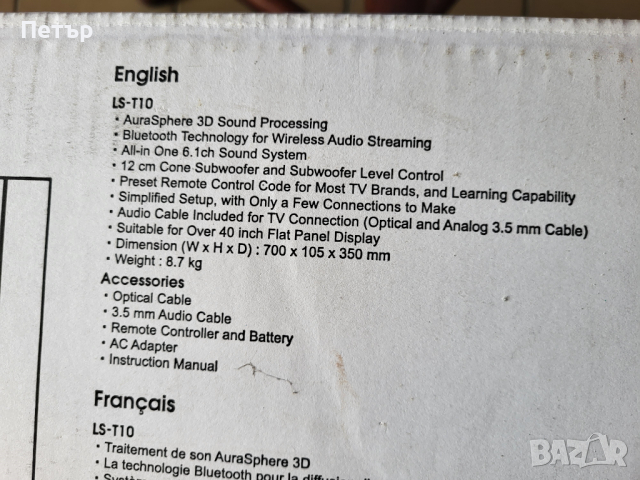 Петър
English
LS-T10
· AuraSphere 3D Sound Processing
· Bluetooth Technology for Wireless Audio Streaming
· All-in One 6.1ch Sound System
· 12 cm Cone Subwoofer and Subwoofer Level Control
· Preset Remote Control Code for Most TV Brands, and Learning Capability
· Simplified Setup, with Only a Few Connections to Make
· Audio Cable Included for TV Connection (Optical and Analog 3.5 mm Cable)
· Suitable for Over 40 inch Flat Panel Display
· Dimension (W x H x D) : 700 x 105 x 350 mm
· Weight : 8.7 kg
Accessories
· Optical Cable
· 3.5 mm Audio Cable
· Remote Controller and Battery
· AC Adapter
· Instruction Manual
Français
LS-T10
· Traitement de son AuraSphere 3D
· La technologie Bluetooth pour la
BAZAR